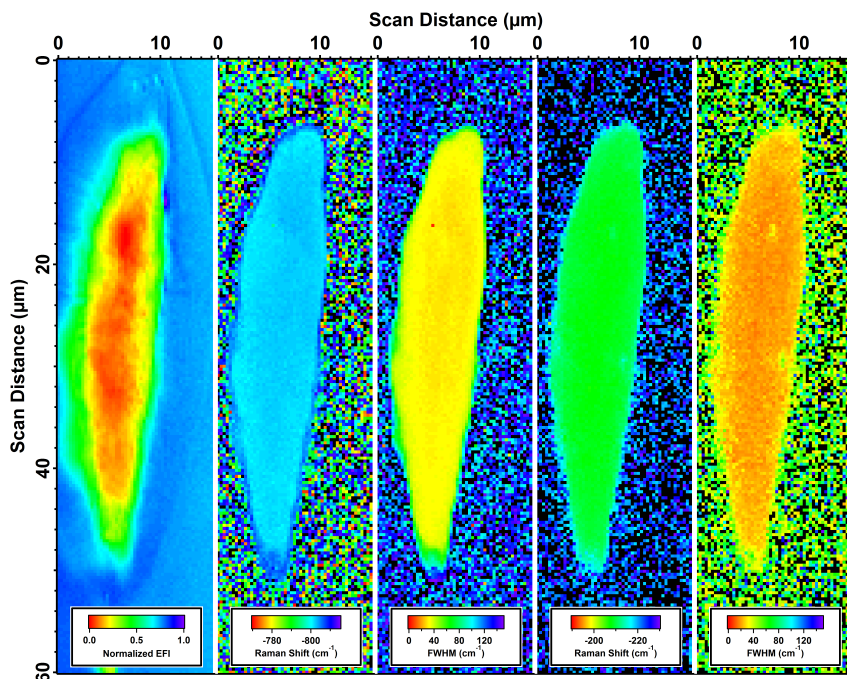 Scan Distance (µm)
0 10 0 10 0 10 0 10 0 10
0
20
40
60
Scan Distance (µm)
0.0 0.5 1.0
Normalized EFI
-780 -800
Raman Shift (cm-1)
0 40 80 120
FWHM (cm-1)
-200 -220
Raman Shift (cm-1)
0 40 80 120
FWHM (cm-1)